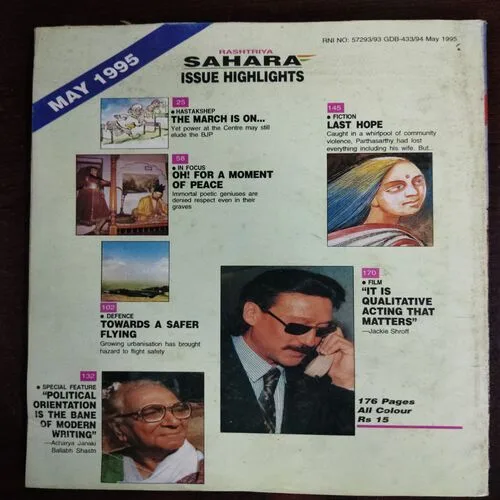 RNI NO: 57293/93 GDB-433/94 May 1995
MAY 1995
RASHTRIYA
SAHARA
ISSUE HIGHLIGHTS
25
● HASTAKSHEP
THE MARCH IS ON...
Yet power at the Centre may still
elude the BJP
58
● IN FOCUS
OH! FOR A MOMENT
OF PEACE
Immortal poetic geniuses are
denied respect even in their
graves
102
● DEFENCE
TOWARDS A SAFER
FLYING
Growing urbanisation has brought
hazard to flight safety
132
● SPECIAL FEATURE
"POLITICAL
ORIENTATION
IS THE BANE
OF MODERN
WRITING"
—Acharya Janaki
Ballabh Shastri
145
● FICTION
LAST HOPE
Caught in a whirlpool of community
violence, Parthasarthy had lost
everything including his wife. But...
170
● FILM
"IT IS
QUALITATIVE
ACTING THAT
MATTERS"
—Jackie Shroff
176 Pages
All Colour
Rs 15